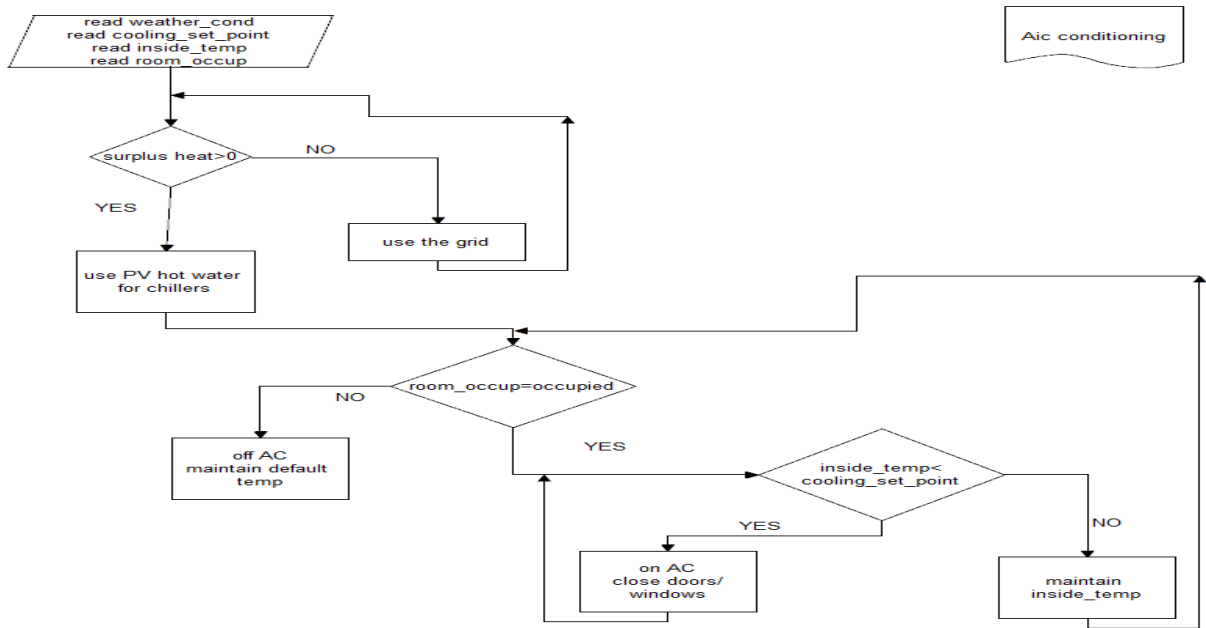 read weather_cond
read cooling_set_point
read inside_temp
read room_occup
Aic conditioning
surplus heat>0
NO
YES
use the grid
use PV hot water
for chillers
room_occup=occupied
NO
YES
off AC
maintain default
temp
inside_temp<
cooling_set_point
YES
NO
on AC
close doors/
windows
maintain
inside_temp